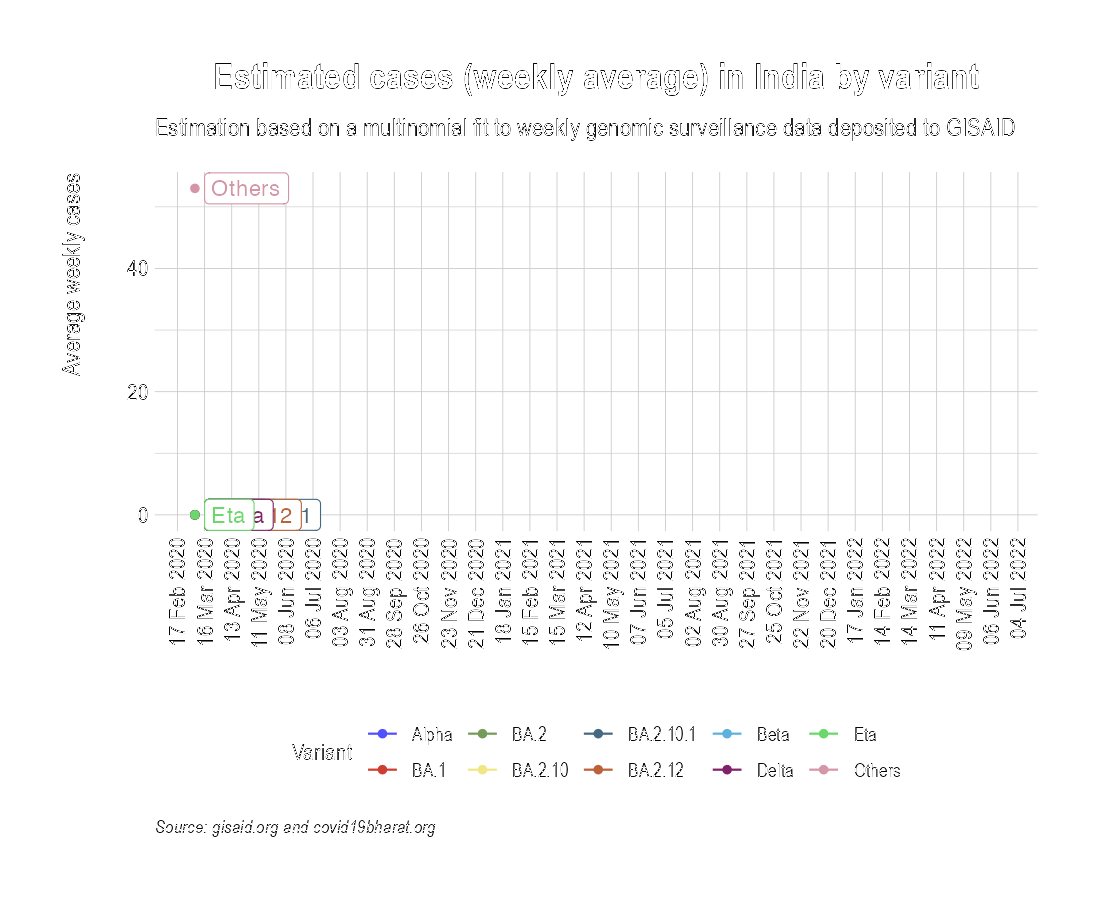 Estimated cases (weekly average) in India by variant
Estimation based on a multinomial fit to weekly genomic surveillance data deposited to GISAID
Average weekly cases
Others
40
20
0
Eta
a
12
1
17 Feb 2020
16 Mar 2020
13 Apr 2020
11 May 2020
08 Jun 2020
06 Jul 2020
03 Aug 2020
31 Aug 2020
28 Sep 2020
26 Oct 2020
23 Nov 2020
21 Dec 2020
18 Jan 2021
15 Feb 2021
15 Mar 2021
12 Apr 2021
10 May 2021
07 Jun 2021
05 Jul 2021
02 Aug 2021
30 Aug 2021
27 Sep 2021
25 Oct 2021
22 Nov 2021
20 Dec 2021
17 Jan 2022
14 Feb 2022
14 Mar 2022
11 Apr 2022
09 May 2022
06 Jun 2022
04 Jul 2022
Variant
Alpha BA.2 BA.2.10.1 Beta Eta
BA.1 BA.2.10 BA.2.12 Delta Others
Source: gisaid.org and covid19bharat.org